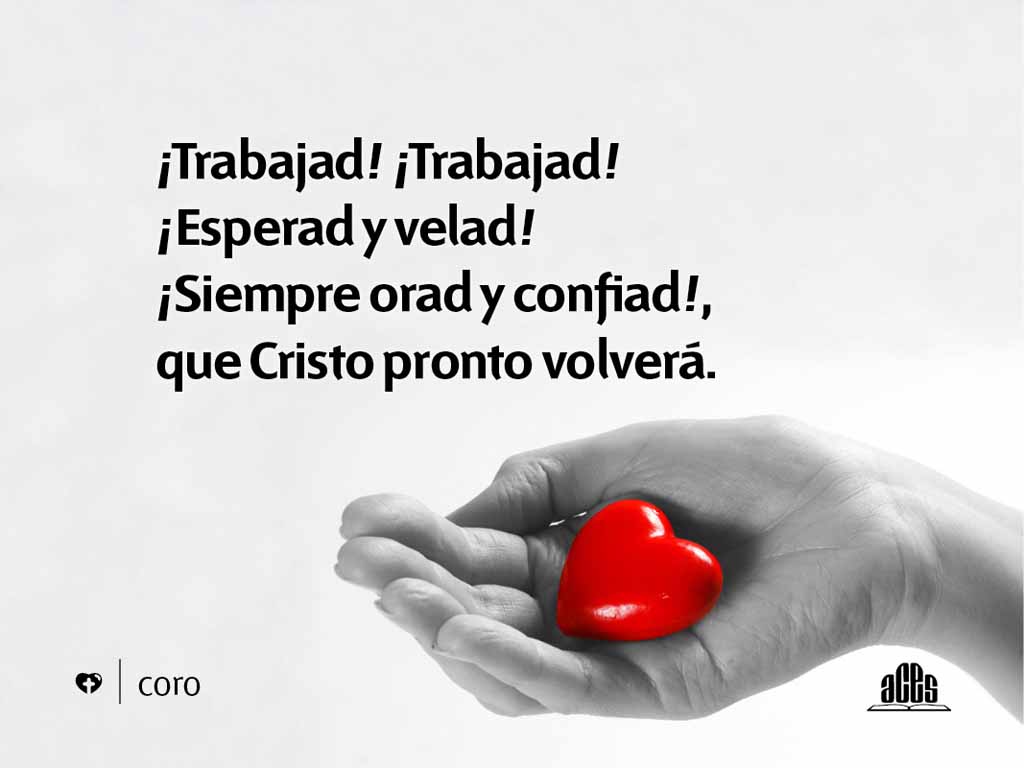 ¡Trabajad! ¡Trabajad!
¡Esperad y velad!
¡Siempre orad y confiad!,
que Cristo pronto volverá.
coro
aces